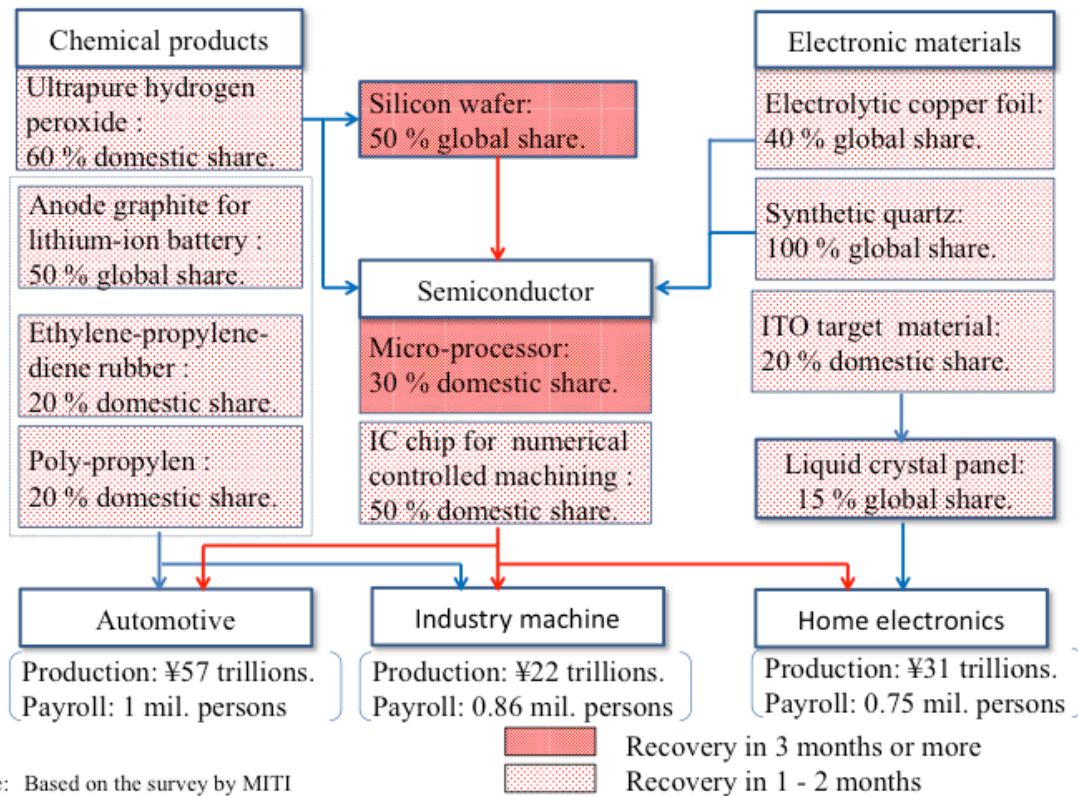 Chemical products
Ultrapure hydrogen
peroxide :
60 % domestic share.
Anode graphite for
lithium-ion battery :
50 % global share.
Ethylene-propylene-
diene rubber :
20 % domestic share.
Poly-propylen :
20 % domestic share.
Silicon wafer:
50 % global share.
Semiconductor
Micro-processor:
30 % domestic share.
IC chip for numerical
controlled machining :
50 % domestic share.
Electronic materials
Electrolytic copper foil:
40 % global share.
Synthetic quartz:
100 % global share.
ITO target material:
20 % domestic share.
Liquid crystal panel:
15 % global share.
Automotive
Production: ¥57 trillions.
Payroll: 1 mil. persons
Industry machine
Production: ¥22 trillions.
Payroll: 0.86 mil. persons
Home electronics
Production: ¥31 trillions.
Payroll: 0.75 mil. persons
Recovery in 3 months or more
Recovery in 1 - 2 months
Based on the survey by MITI